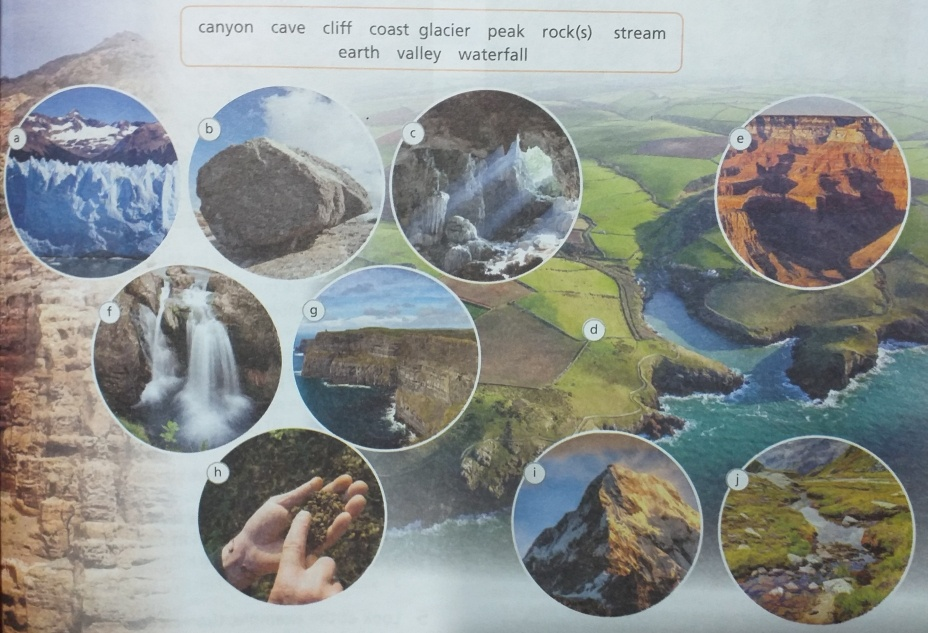 canyon cave cliff coast glacier peak rock(s) stream
earth valley waterfall
a
b
c
e
f
g
d
h
i
j